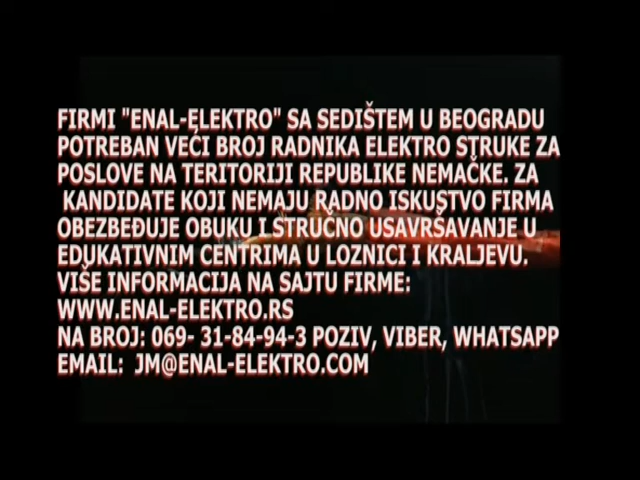 FIRMI "ENAL-ELEKTRO" SA SEDIŠTEM U BEOGRADU
POTREBAN VEĆI BROJ RADNIKA ELEKTRO STRUKE ZA
POSLOVE NA TERITORIJI REPUBLIKE NEMAČKE. ZA
KANDIDATE KOJI NEMAJU RADNO ISKUSTVO FIRMA
OBEZBEĐUJE OBUKU I STRUČNO USAVRŠAVANJE U
EDUKATIVNIM CENTRIMA U LOZNICI I KRALJEVU.
VIŠE INFORMACIJA NA SAJTU FIRME:
WWW.ENAL-ELEKTRO.RS
NA BROJ: 069- 31-84-94-3 POZIV, VIBER, WHATSAPP
EMAIL: JM@ENAL-ELEKTRO.COM